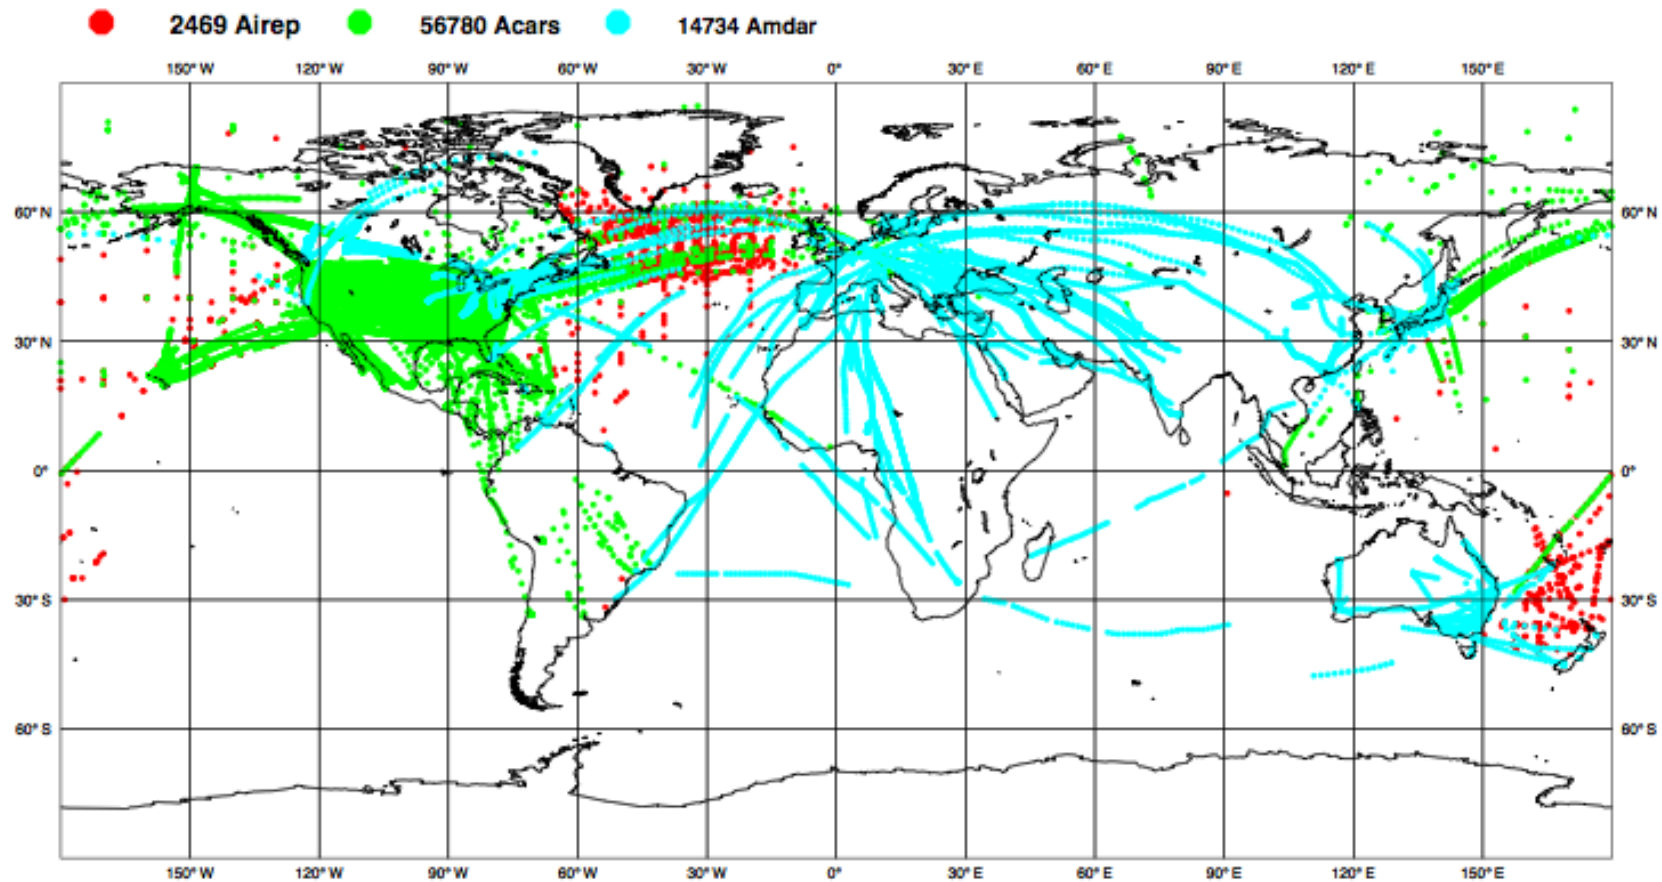 2469 Airep 56780 Acars 14734 Amdar
150° W 120° W 90° W 60° W 30° W 0° 30° E 60° E 90° E 120° E 150° E
60° N 60° N
30° N 30° N
0° 0°
30° S 30° S
60° S 60° S
150° W 120° W 90° W 60° W 30° W 0° 30° E 60° E 90° E 120° E 150° E